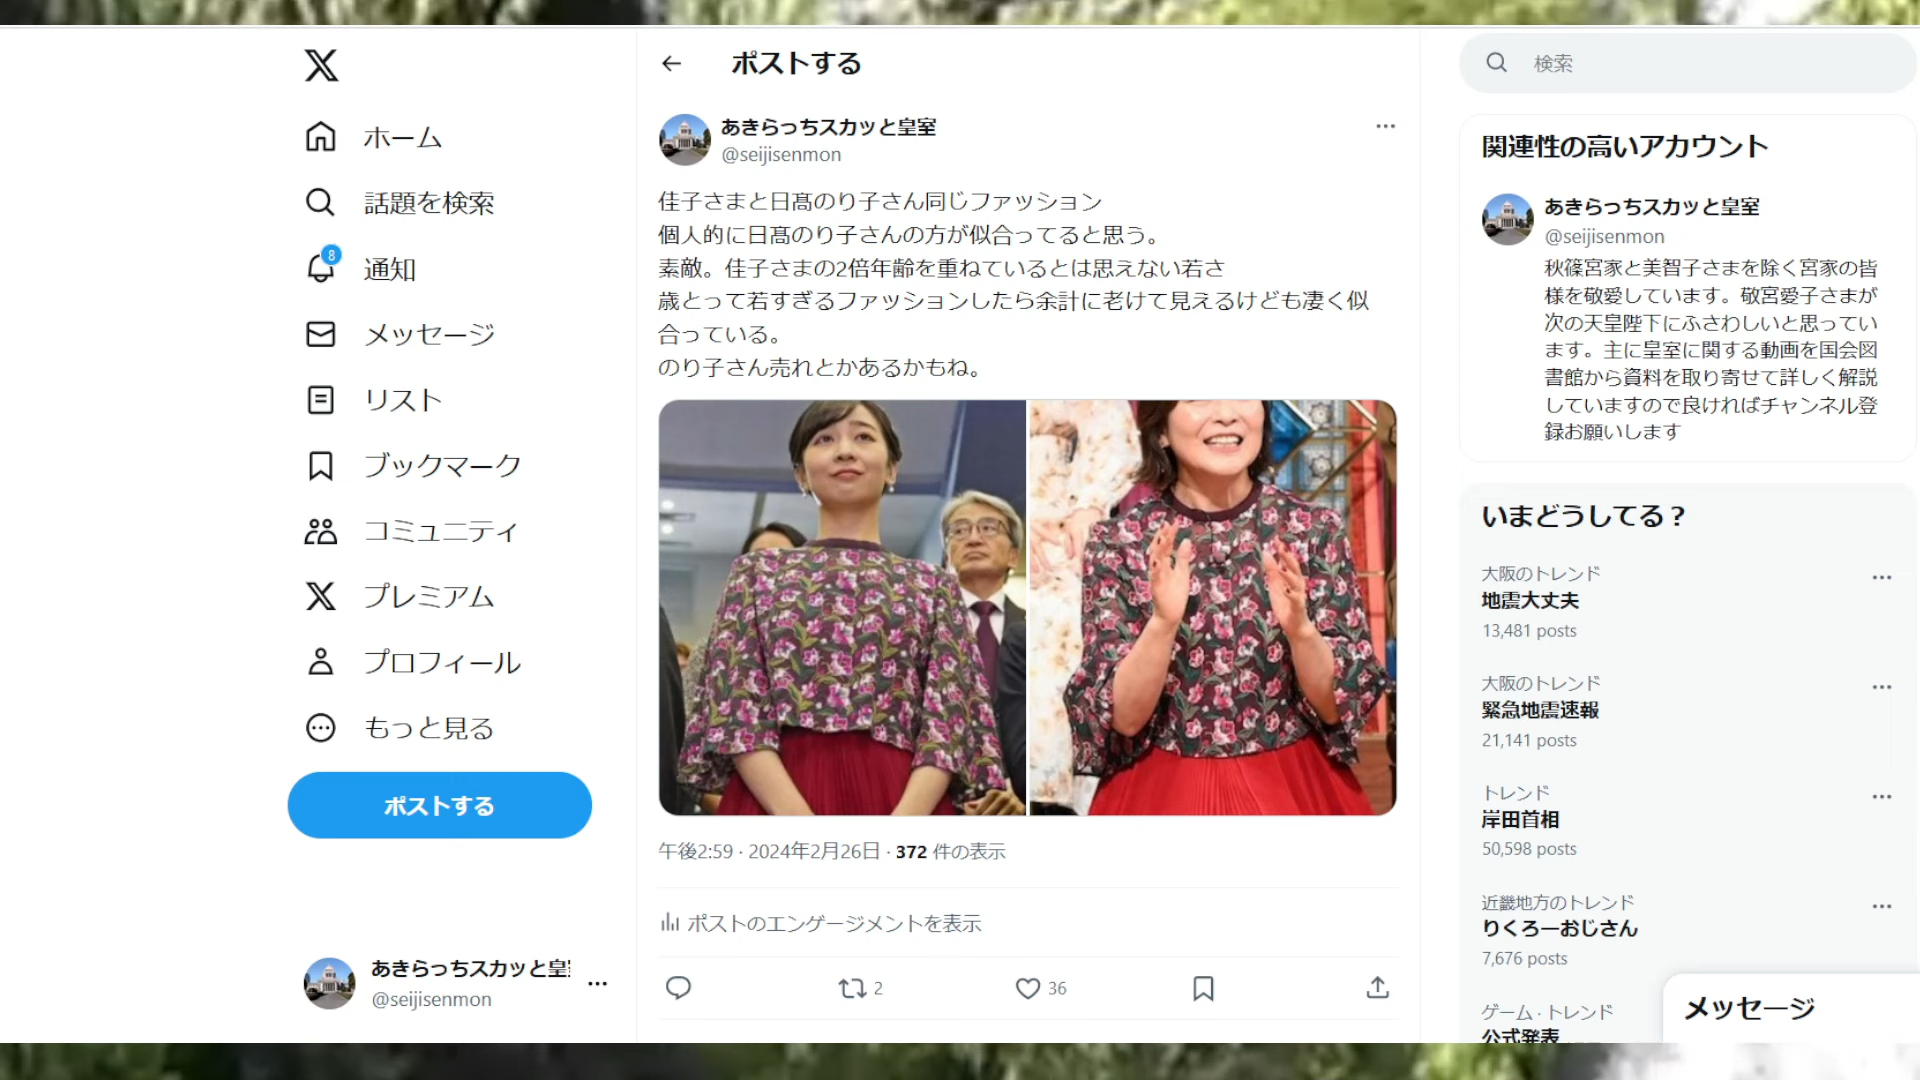 ホーム
話題を検索
8
通知
メッセージ
リスト
ブックマーク
コミュニティ
プレミアム
プロフィール
もっと見る
ポストする
あきらっちスカッと皇
@seijisenmon
ポストする
あきらっちスカッと皇室
@seijisenmon
佳子さまと日髙のり子さん同じファッション
個人的に日髙のり子さんの方が似合ってると思う。
素敵。佳子さまの2倍年齢を重ねているとは思えない若さ
歳とって若すぎるファッションしたら余計に老けて見えるけども凄く似
合っている。
のり子さん売れとかあるかもね。
午後2:59 · 2024年2月26日 · 372 件の表示
ポストのエンゲージメントを表示
2
36
検索
関連性の高いアカウント
あきらっちスカッと皇室
@seijisenmon
秋篠宮家と美智子さまを除く宮家の皆
様を敬愛しています。敬宮愛子さまが
次の天皇陛下にふさわしいと思ってい
ます。主に皇室に関する動画を国会図
書館から資料を取り寄せて詳しく解説
していますので良ければチャンネル登
録お願いします
いまどうしてる？
大阪のトレンド
地震大丈夫
13,481 posts
大阪のトレンド
緊急地震速報
21,141 posts
トレンド
岸田首相
50,598 posts
近畿地方のトレンド
りくろーおじさん
7,676 posts
ゲーム · トレンド
公式発表
メッセージ